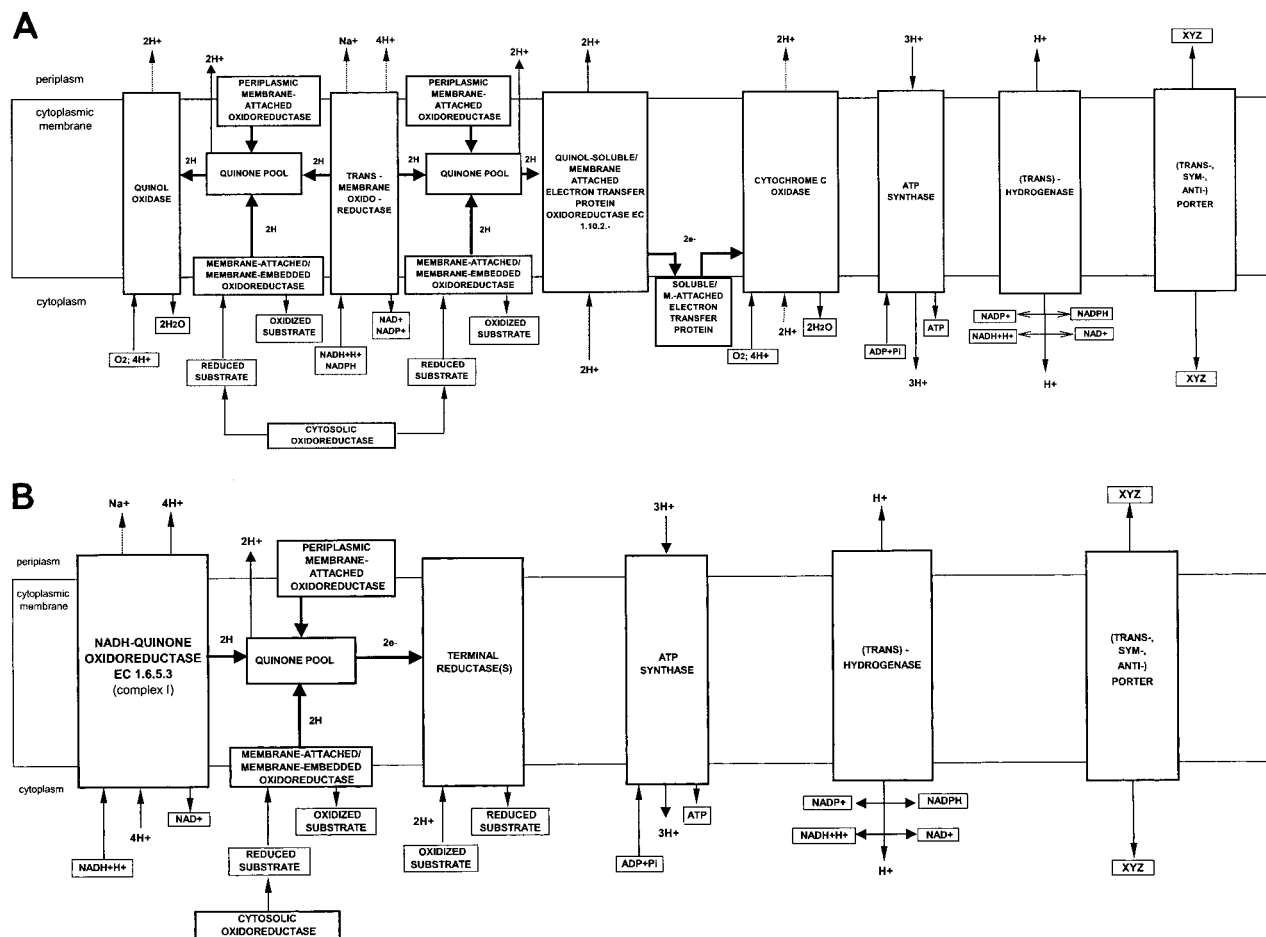 A
2H+
2H+
Na+
4H+
2H+
2H+
2H+
3H+
H+
XYZ
periplasm
cytoplasmic
membrane
PERIPLASMIC
MEMBRANE-
ATTACHED
OXIDOREDUCTASE
PERIPLASMIC
MEMBRANE-
ATTACHED
OXIDOREDUCTASE
QUINOL
OXIDASE
2H
QUINONE POOL
2H
TRANS -
MEMBRANE
OXIDO -
REDUCTASE
2H
QUINONE POOL
2H
QUINOL-SOLUBLE/
MEMBRANE
ATTACHED
ELECTRON TRANSFER
PROTEIN
OXIDOREDUCTASE EC
1.10.2.-
CYTOCHROME C
OXIDASE
ATP
SYNTHASE
(TRANS) -
HYDROGENASE
(TRANS-,
SYM-,
ANTI-)
PORTER
2H
2H
2e-
MEMBRANE-ATTACHED/
MEMBRANE-EMBEDDED
OXIDOREDUCTASE
MEMBRANE-ATTACHED/
MEMBRANE-EMBEDDED
OXIDOREDUCTASE
SOLUBLE/
M.-ATTACHED
ELECTRON
TRANSFER
PROTEIN
cytoplasm
O2; 4H+
2H2O
OXIDIZED
SUBSTRATE
REDUCED
SUBSTRATE
NADH+H+
NADPH
NAD+
NADP+
OXIDIZED
SUBSTRATE
REDUCED
SUBSTRATE
2H+
O2; 4H+
2H+
2H2O
ADP+Pi
3H+
ATP
NADP+
NADPH
NADH+H+
NAD+
H+
XYZ
CYTOSOLIC
OXIDOREDUCTASE
B
Na+
4H+
2H+
3H+
H+
XYZ
periplasm
cytoplasmic
membrane
PERIPLASMIC
MEMBRANE-
ATTACHED
OXIDOREDUCTASE
NADH-QUINONE
OXIDOREDUCTASE
EC 1.6.5.3
(complex I)
2H
QUINONE POOL
2e-
TERMINAL
REDUCTASE(S)
ATP
SYNTHASE
(TRANS) -
HYDROGENASE
(TRANS-,
SYM-,
ANTI-)
PORTER
2H
MEMBRANE-ATTACHED/
MEMBRANE-EMBEDDED
OXIDOREDUCTASE
cytoplasm
NADH+H+
4H+
NAD+
OXIDIZED
SUBSTRATE
REDUCED
SUBSTRATE
2H+
OXIDIZED
SUBSTRATE
REDUCED
SUBSTRATE
ADP+Pi
3H+
ATP
NADP+
NADPH
NADH+H+
NAD+
H+
XYZ
CYTOSOLIC
OXIDOREDUCTASE